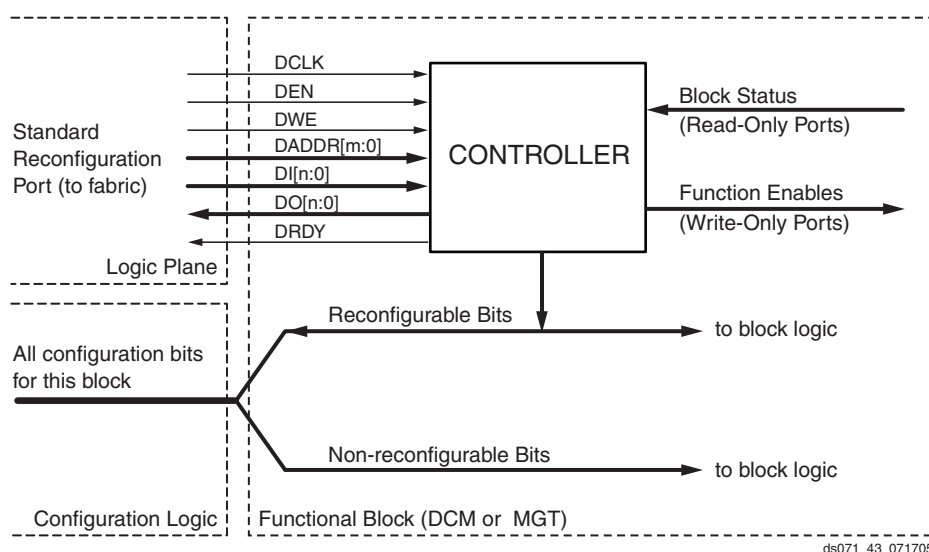 DCLK
DEN
DWE
DADDR[m:0]
DI[n:0]
DO[n:0]
DRDY
Standard
Reconfiguration
Port (to fabric)
Logic Plane
CONTROLLER
Block Status
(Read-Only Ports)
Function Enables
(Write-Only Ports)
Reconfigurable Bits
to block logic
All configuration bits
for this block
Non-reconfigurable Bits
to block logic
Configuration Logic
Functional Block (DCM or MGT)
ds071_43_071705